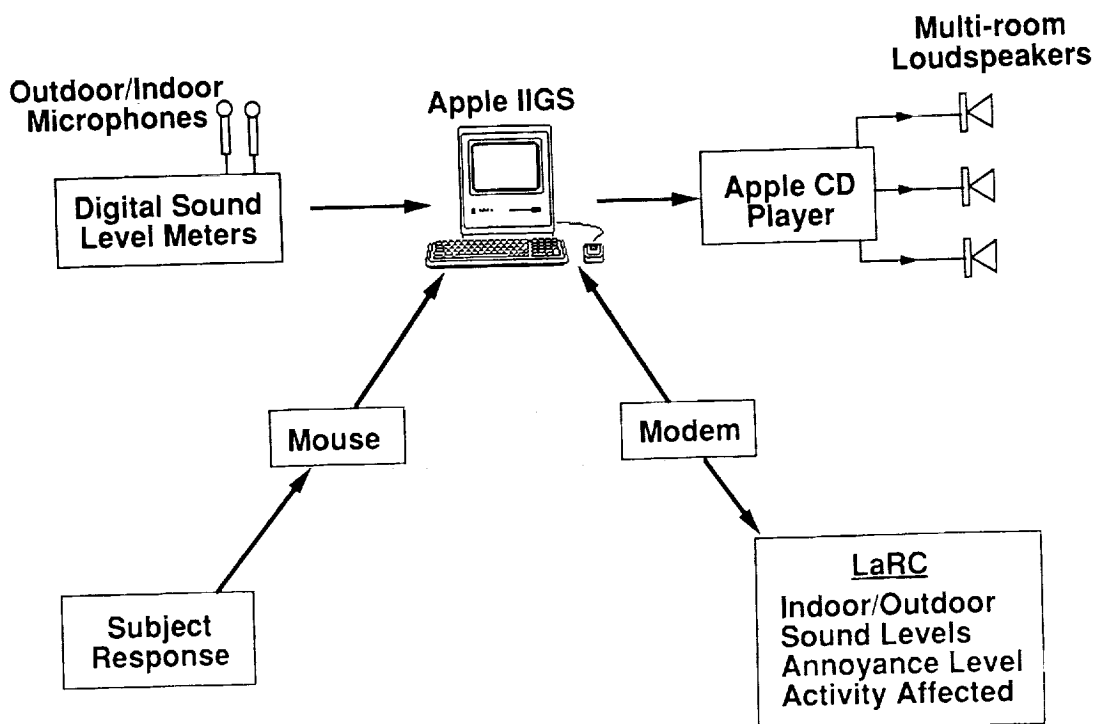 Multi-room
Loudspeakers
Outdoor/Indoor
Microphones
Apple IIGS
Digital Sound
Level Meters
Apple CD
Player
Mouse
Modem
Subject
Response
LaRC
Indoor/Outdoor
Sound Levels
Annoyance Level
Activity Affected